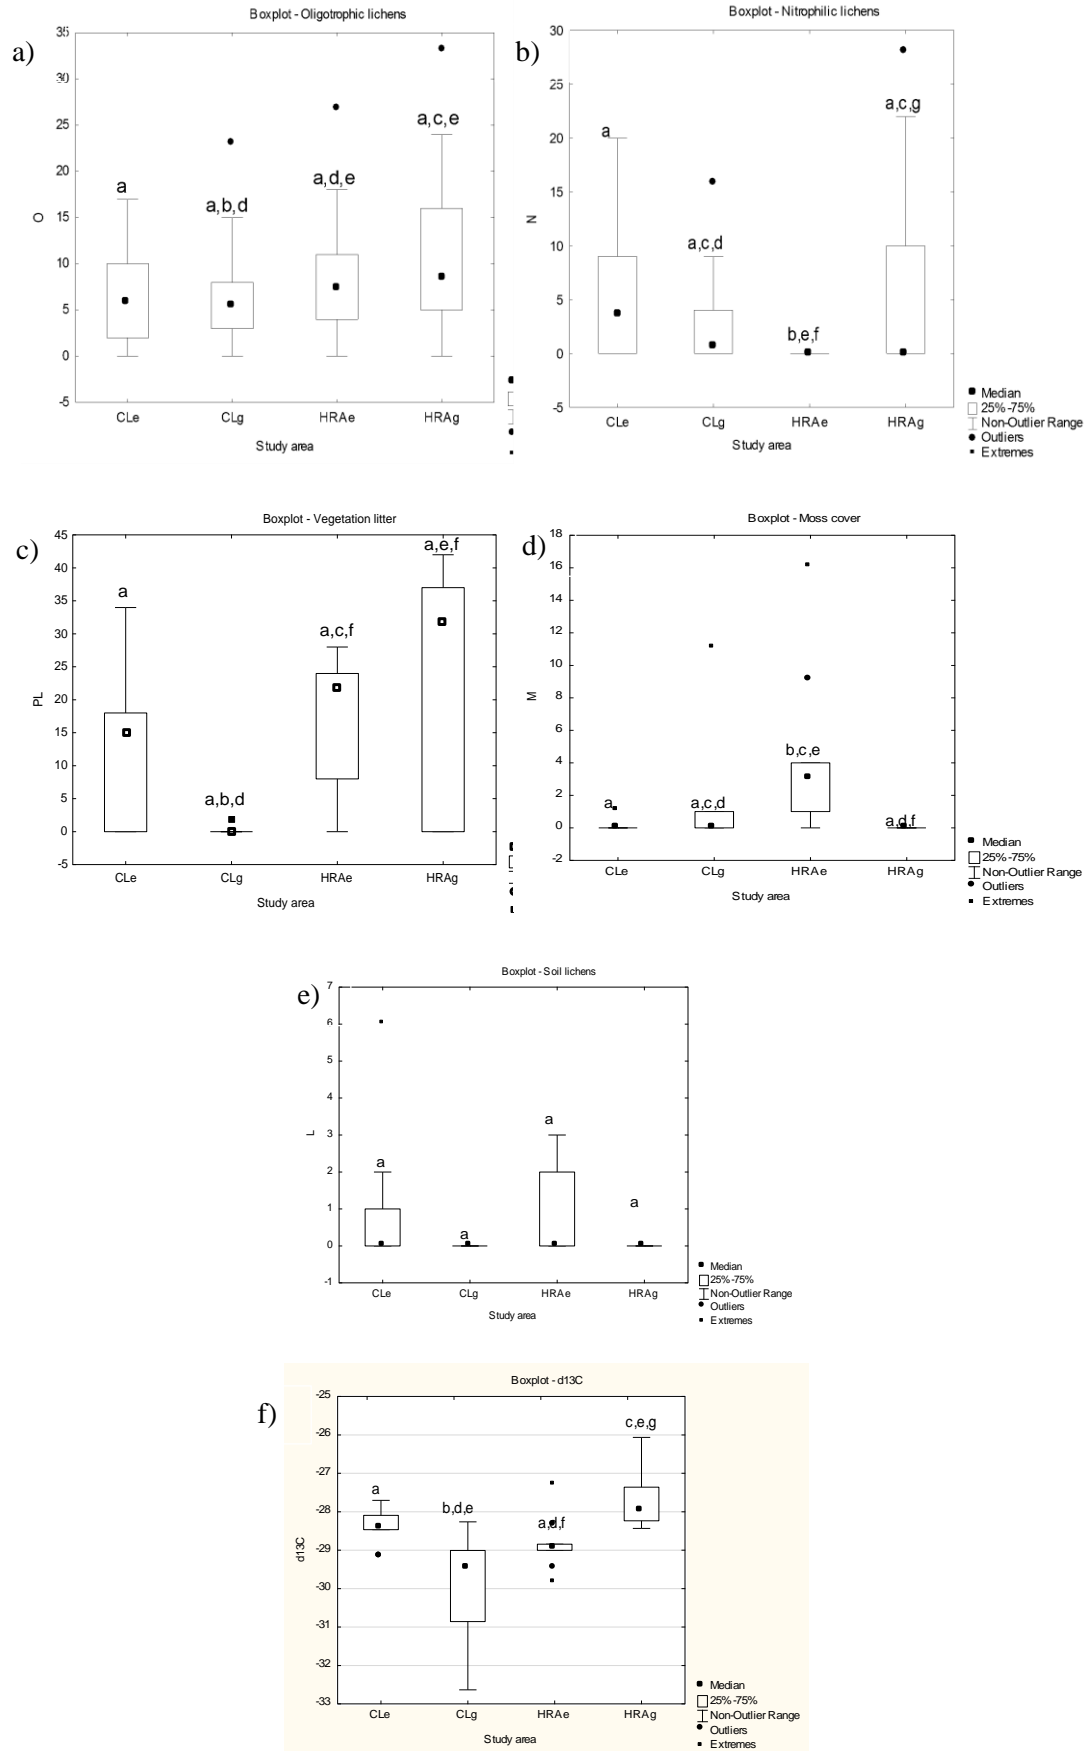 a)
Boxplot - Oligotrophic lichens
35
30
25
20
15
10
5
0
-5
O
a
a,b,d
a,d,e
a,c,e
CLe CLg HRAe HRAg
Study area
b)
Boxplot - Nitrophilic lichens
30
25
20
15
10
5
0
-5
N
a
a,c,d
b,e,f
a,c,g
CLe CLg HRAe HRAg
Study area
Median
25%-75%
Non-Outlier Range
Outliers
Extremes
c)
Boxplot - Vegetation litter
45
40
35
30
25
20
15
10
5
0
-5
PL
a
a,b,d
a,c,f
a,e,f
CLe CLg HRAe HRAg
Study area
d)
Boxplot - Moss cover
18
16
14
12
10
8
6
4
2
0
-2
M
a
a,c,d
b,c,e
a,d,f
CLe CLg HRAe HRAg
Study area
Median
25%-75%
Non-Outlier Range
Outliers
Extremes
e)
Boxplot - Soil lichens
7
6
5
4
3
2
1
0
-1
L
a
a
a
a
CLe CLg HRAe HRAg
Study area
Median
25%-75%
Non-Outlier Range
Outliers
Extremes
f)
Boxplot - d13C
-25
-26
-27
-28
-29
-30
-31
-32
-33
d13C
a
b,d,e
a,d,f
c,e,g
CLe CLg HRAe HRAg
Study area
Median
25%-75%
Non-Outlier Range
Outliers
Extremes